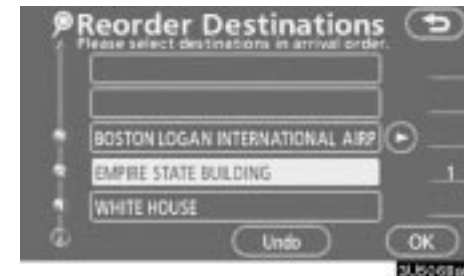 Reorder Destinations
Please select destinations in arrival order.
BOSTON LOGAN INTERNATIONAL AIRP
EMPIRE STATE BUILDING 1
WHITE HOUSE
Undo OK